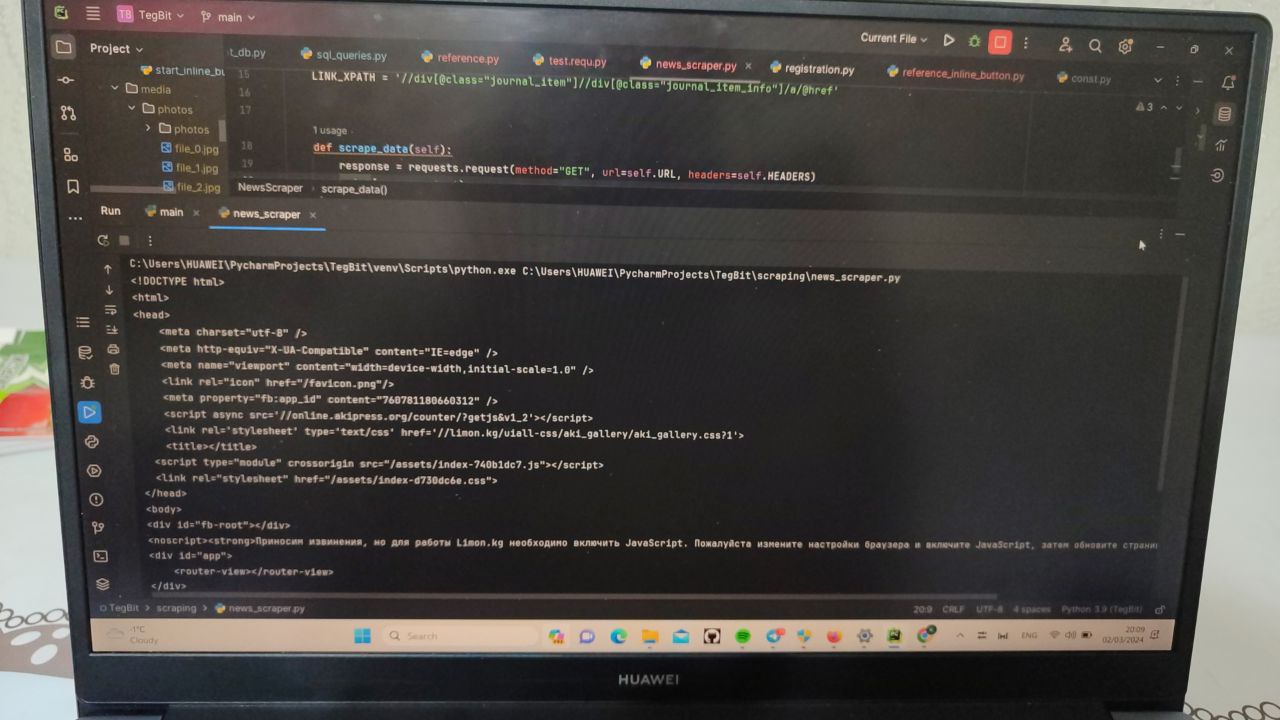 TB TegBit main
Current File
Project
t_db.py sql_queries.py reference.py test.requ.py news_scraper.py registration.py reference_inline_button.py const.py
start_inline_bu
media
photos
photos
file_0.jpg
file_1.jpg
file_2.jpg
15 LINK_XPATH = '//div[@class="journal_item"]//div[@class="journal_item_info"]/a/@href'
16
17
3
1 usage
18 def scrape_data(self):
19 response = requests.request(method="GET", url=self.URL, headers=self.HEADERS)
NewsScraper scrape_data()
Run main news_scraper
C:\Users\HUAWEI\PycharmProjects\TegBit\venv\Scripts\python.exe C:\Users\HUAWEI\PycharmProjects\TegBit\scraping\news_scraper.py
<!DOCTYPE html>
<html>
<head>
<meta charset="utf-8" />
<meta http-equiv="X-UA-Compatible" content="IE=edge" />
<meta name="viewport" content="width=device-width,initial-scale=1.0" />
<link rel="icon" href="/favicon.png"/>
<meta property="fb:app_id" content="760781180660312" />
<script async src='//online.akipress.org/counter/?getjs&v1_2'></script>
<link rel='stylesheet' type='text/css' href='//limon.kg/uiall-css/aki_gallery/aki_gallery.css?1'>
<title></title>
<script type="module" crossorigin src="/assets/index-740b1dc7.js"></script>
<link rel="stylesheet" href="/assets/index-d730dc6e.css">
</head>
<body>
<div id="fb-root"></div>
<noscript><strong>Приносим извинения, но для работы Limon.kg необходимо включить JavaScript. Пожалуйста измените настройки браузера и включите JavaScript, затем обновите страни
<div id="app">
<router-view></router-view>
</div>
TegBit scraping news_scraper.py
20:9 CRLF UTF-8 4 spaces Python 3.9 (TegBit)
-1°C
Cloudy
Search
ENG
20:09
02/03/2024
HUAWEI